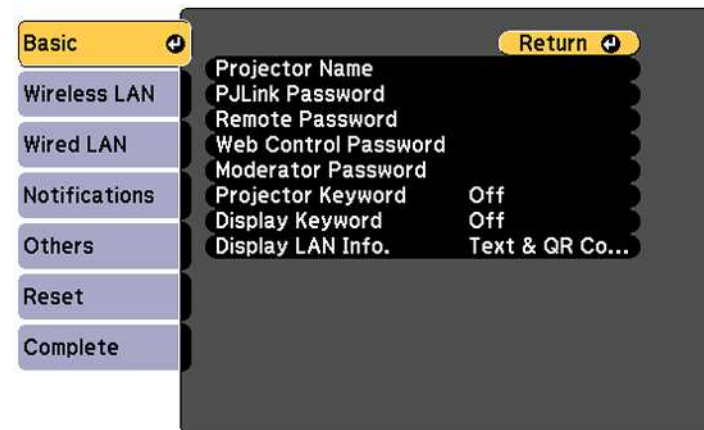 Basic
Wireless LAN
Wired LAN
Notifications
Others
Reset
Complete
Return
Projector Name
PJLink Password
Remote Password
Web Control Password
Moderator Password
Projector Keyword Off
Display Keyword Off
Display LAN Info. Text & QR Co...